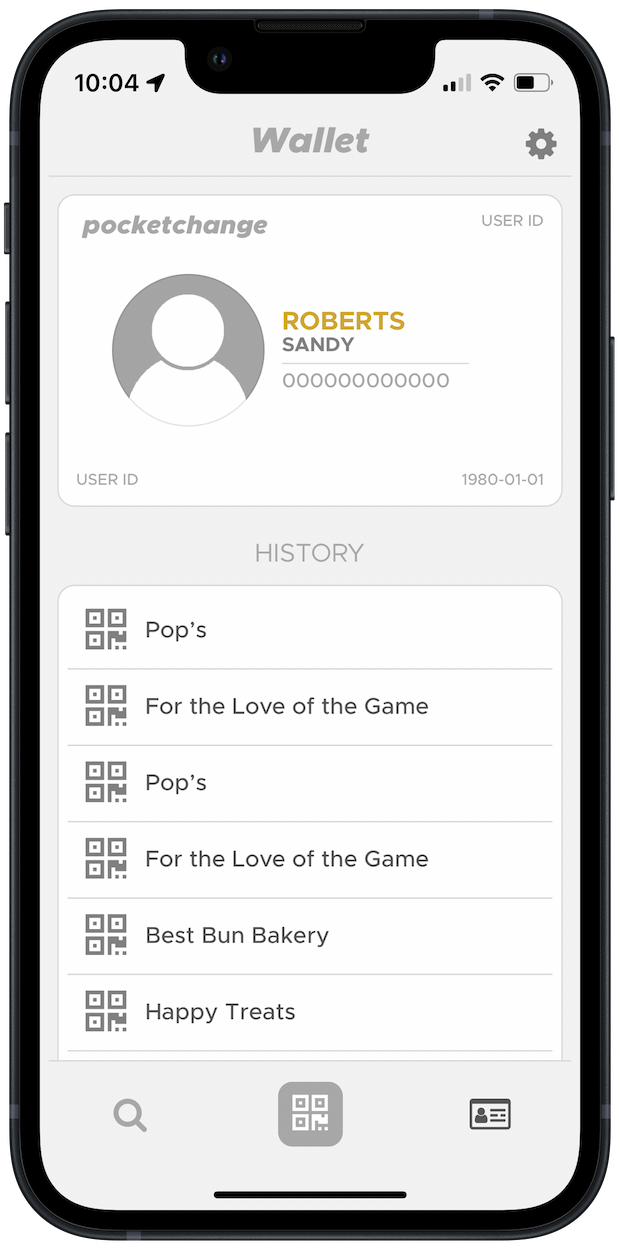 10:04
Wallet
pocketchange
USER ID
ROBERTS
SANDY
000000000000
USER ID
1980-01-01
HISTORY
Pop’s
For the Love of the Game
Pop’s
For the Love of the Game
Best Bun Bakery
Happy Treats